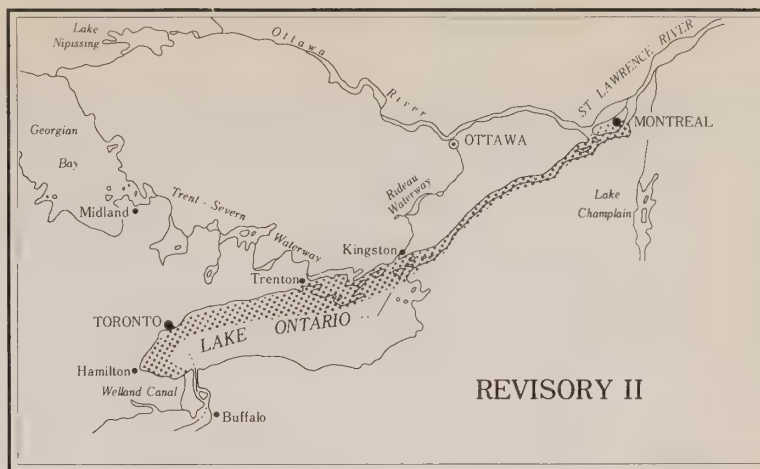 Lake
Nipissing
Ottawa River
ST LAWRENCE RIVER
MONTREAL
OTTAWA
Georgian
Bay
Rideau
Waterway
Lake
Champlain
Midland
Trent - Severn Waterway
Kingston
Trenton
TORONTO
LAKE ONTARIO
Hamilton
Welland Canal
Buffalo
REVISORY II